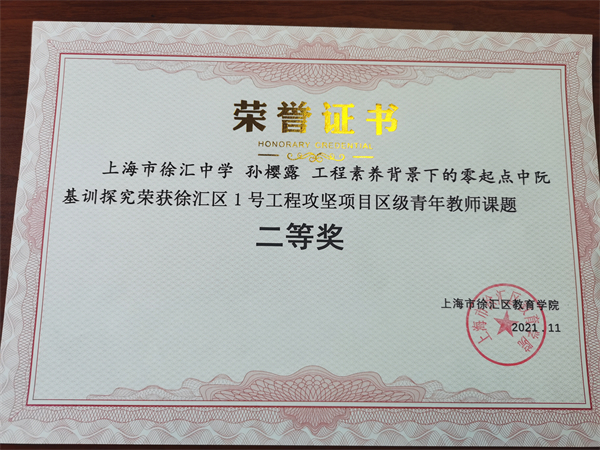 荣誉证书
HONORARY CREDENTIAL
上海市徐汇中学 孙樱露 工程素养背景下的零起点中阮
基训探究荣获徐汇区1号工程攻坚项目区级青年教师课题
二等奖
上海市徐汇区教育学院
2021.11